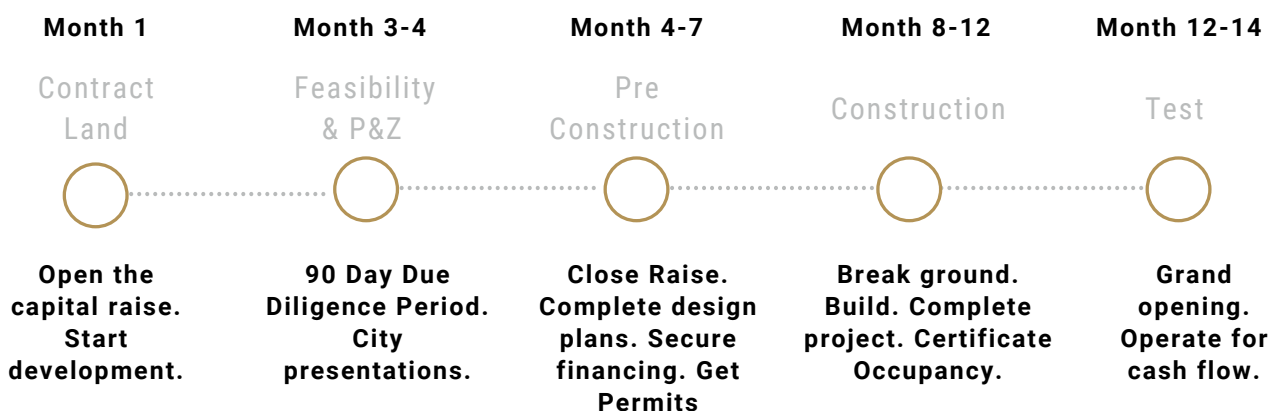 Month 1
Month 3-4
Month 4-7
Month 8-12
Month 12-14
Contract
Land
Feasibility
& P&Z
Pre
Construction
Construction
Test
Open the
capital raise.
Start
development.
90 Day Due
Diligence Period.
City
presentations.
Close Raise.
Complete design
plans. Secure
financing. Get
Permits
Break ground.
Build. Complete
project. Certificate
Occupancy.
Grand
opening.
Operate for
cash flow.